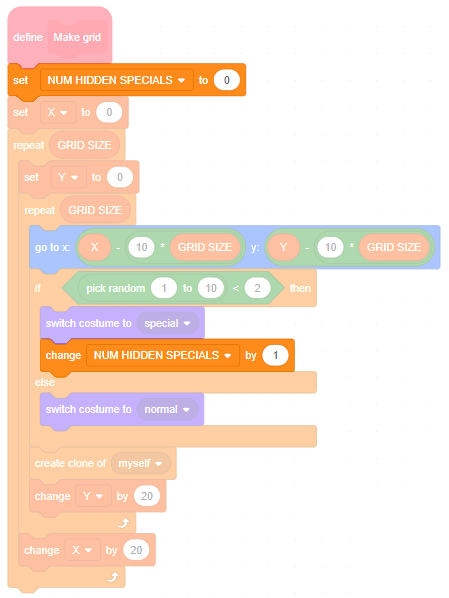 define Make grid
set NUM HIDDEN SPECIALS to 0
set X to 0
repeat GRID SIZE
set Y to 0
repeat GRID SIZE
go to x: X - 10 * GRID SIZE y: Y - 10 * GRID SIZE
if pick random 1 to 10 < 2 then
switch costume to special
change NUM HIDDEN SPECIALS by 1
else
switch costume to normal
create clone of myself
change Y by 20
change X by 20